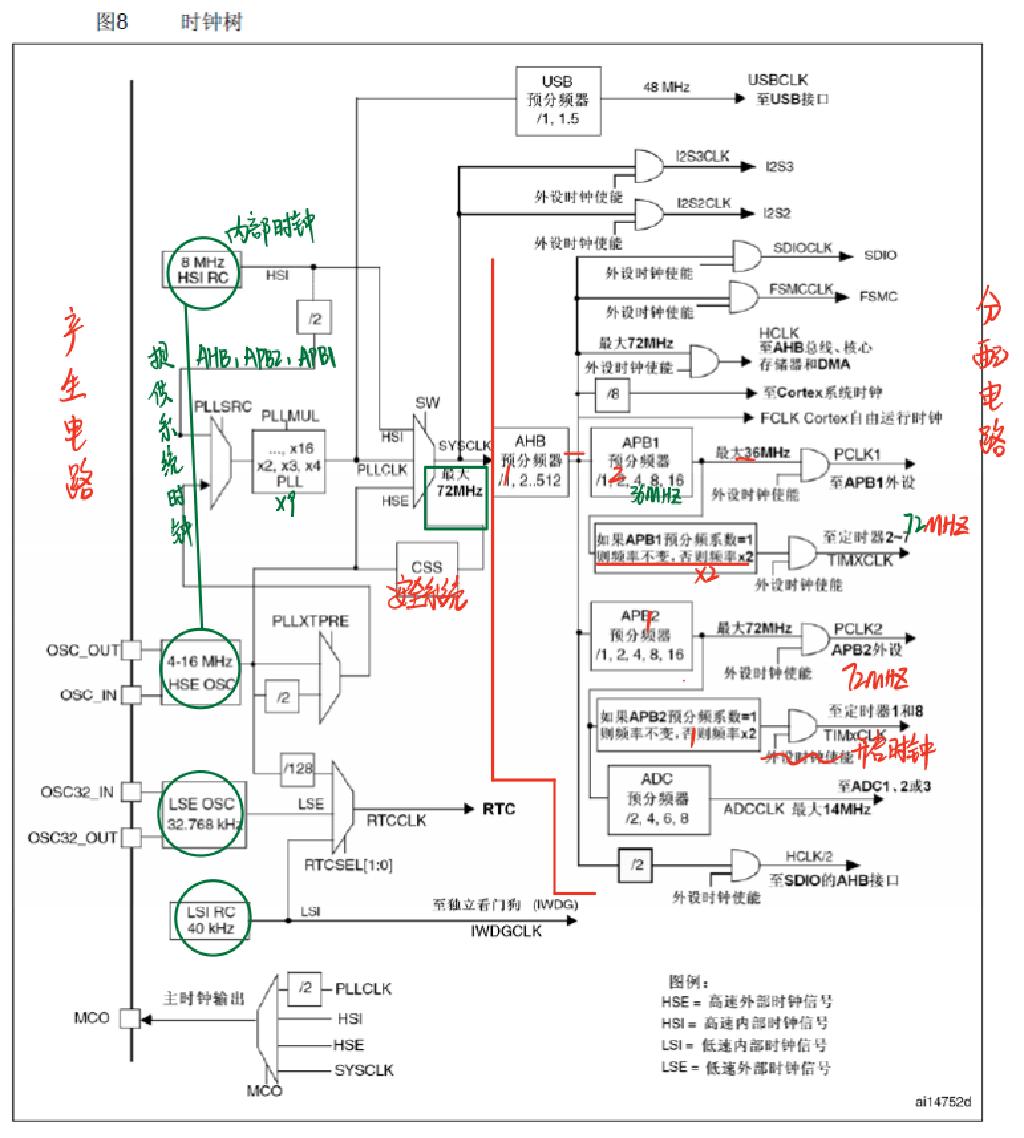 图8 时钟树
USB
预分频器
/1, 1.5
48 MHz
USBCLK
至USB接口
I2S3CLK
I2S3
外设时钟使能
I2S2CLK
I2S2
外设时钟使能
SDIOCLK
SDIO
外设时钟使能
FSMCCLK
FSMC
外设时钟使能
最大72MHz
外设时钟使能
HCLK
至AHB总线、核心
存储器和DMA
/8
至Cortex系统时钟
FCLK Cortex自由运行时钟
内部时钟
8 MHz
HSI RC
HSI
/2
产生电路
分配电路
提供系统时钟
AHB、APB2、APB1
PLLSRC
PLLMUL
..., x16
x2, x3, x4
PLL
x9
SW
HSI
PLLCLK
HSE
SYSCLK
最大
72MHz
AHB
预分频器
/1, 2..512
1
APB1
预分频器
/1, 2, 4, 8, 16
2
36MHz
最大36MHz
外设时钟使能
PCLK1
至APB1外设
如果APB1预分频系数=1
则频率不变,否则频率x2
x2
至定时器2~7
TIMXCLK
72MHz
外设时钟使能
CSS
安全系统
PLLXTPRE
OSC_OUT
OSC_IN
4-16 MHz
HSE OSC
/2
APB2
预分频器
/1, 2, 4, 8, 16
1
最大72MHz
外设时钟使能
PCLK2
APB2外设
72MHz
如果APB2预分频系数=1
则频率不变,否则频率x2
1
至定时器1和8
TIMxCLK
外设时钟使能
开启时钟
ADC
预分频器
/2, 4, 6, 8
至ADC1、2或3
ADCCLK 最大14MHz
/128
OSC32_IN
OSC32_OUT
LSE OSC
32.768 kHz
LSE
RTCCLK
RTC
RTCSEL[1:0]
/2
HCLK/2
至SDIO的AHB接口
外设时钟使能
LSI RC
40 kHz
LSI
至独立看门狗 (IWDG)
IWDGCLK
MCO
主时钟输出
/2
PLLCLK
HSI
HSE
SYSCLK
MCO
图例:
HSE = 高速外部时钟信号
HSI = 高速内部时钟信号
LSI = 低速内部时钟信号
LSE = 低速外部时钟信号
ai14752d